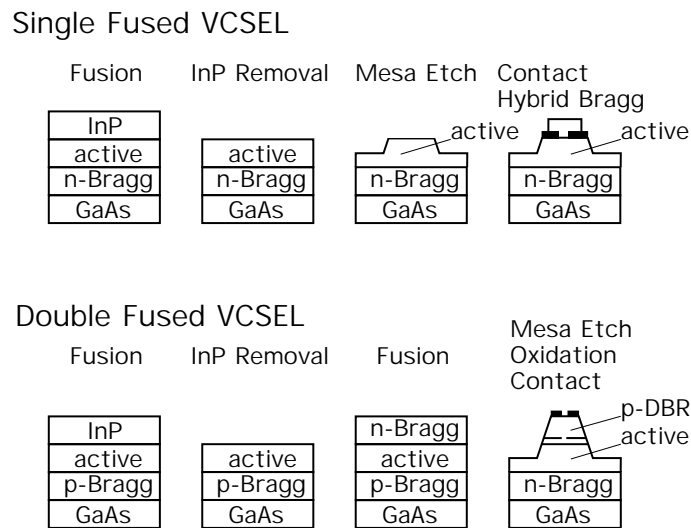 Single Fused VCSEL
Fusion
InP Removal
Mesa Etch
Contact
Hybrid Bragg
InP
active
n-Bragg
GaAs
active
n-Bragg
GaAs
active
n-Bragg
GaAs
active
n-Bragg
GaAs
Double Fused VCSEL
Fusion
InP Removal
Fusion
Mesa Etch
Oxidation
Contact
InP
active
p-Bragg
GaAs
active
p-Bragg
GaAs
n-Bragg
active
p-Bragg
GaAs
p-DBR
active
n-Bragg
GaAs